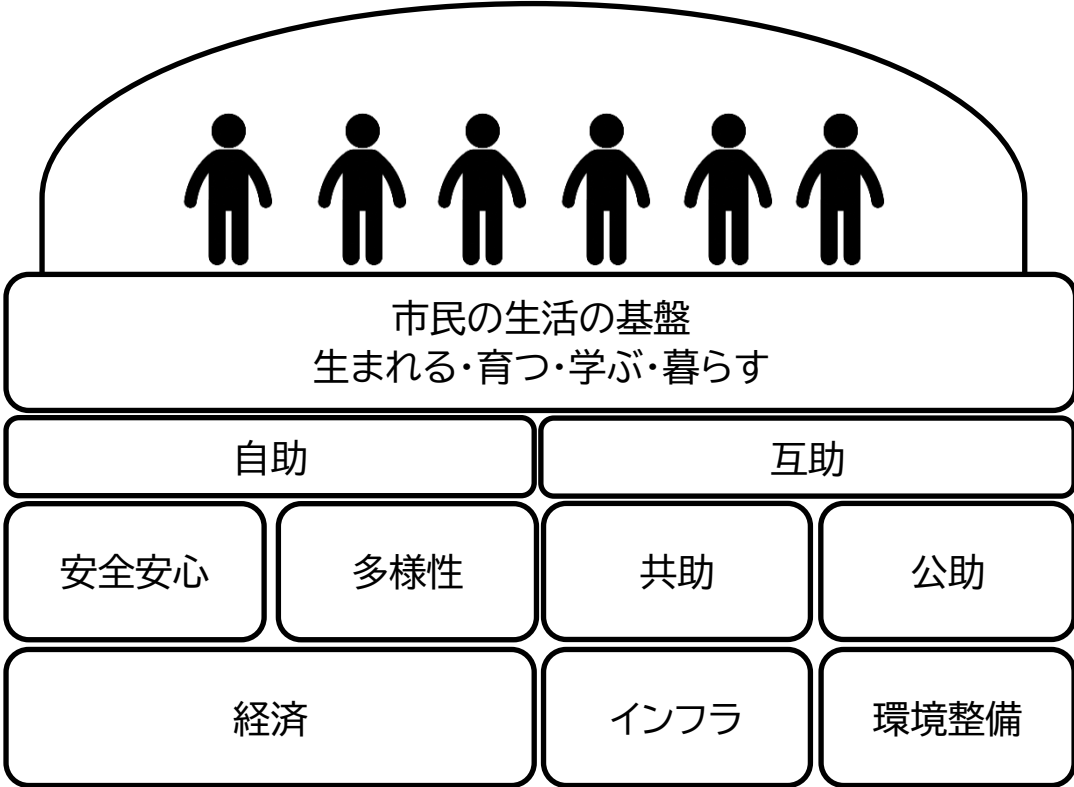 市民の生活の基盤
生まれる・育つ・学ぶ・暮らす
自助
互助
安全安心
多様性
共助
公助
経済
インフラ
環境整備